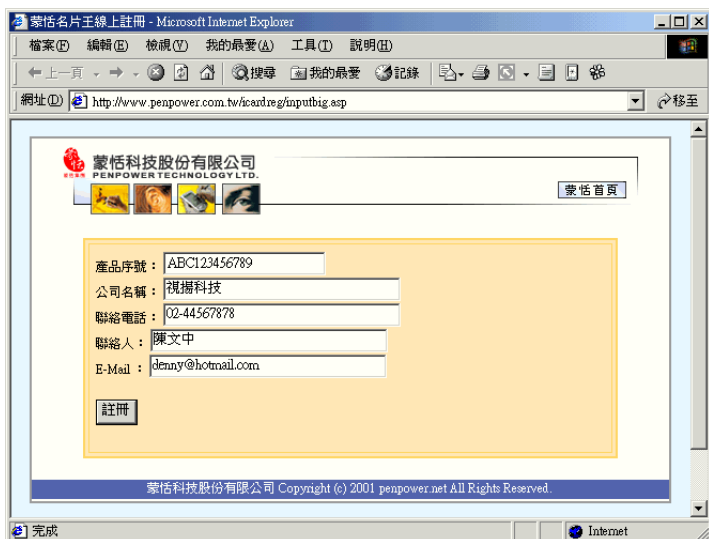 蒙恬名片王線上註冊 - Microsoft Internet Explorer
檔案(F) 編輯(E) 檢視(V) 我的最愛(A) 工具(T) 說明(H)
上一頁 搜尋 我的最愛 記錄
網址(D) http://www.penpower.com.tw/icardreg/inputbig.asp 移至
蒙恬科技股份有限公司
PENPOWER TECHNOLOGY LTD.
蒙恬首頁
產品序號： ABC123456789
公司名稱： 視揚科技
聯絡電話： 02-44567878
聯絡人： 陳文中
E-Mail ： denny@hotmail.com
註冊
蒙恬科技股份有限公司 Copyright (c) 2001 penpower.net All Rights Reserved.
完成 Internet